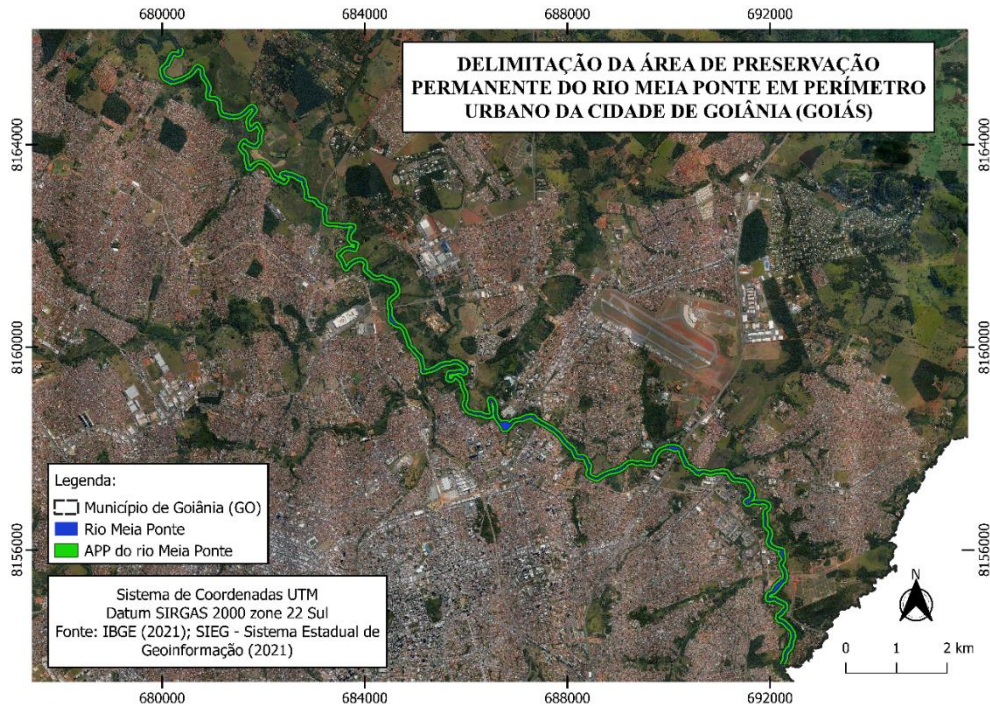 680000 684000 688000 692000
DELIMITAÇÃO DA ÁREA DE PRESERVAÇÃO
PERMANENTE DO RIO MEIA PONTE EM PERÍMETRO
URBANO DA CIDADE DE GOIÂNIA (GOIÁS)
8164000 8164000
8160000 8160000
Legenda:
Município de Goiânia (GO)
Rio Meia Ponte
APP do rio Meia Ponte
8156000 8156000
Sistema de Coordenadas UTM
Datum SIRGAS 2000 zone 22 Sul
Fonte: IBGE (2021); SIEG - Sistema Estadual de
Geoinformação (2021)
N
0 1 2 km
680000 684000 688000 692000